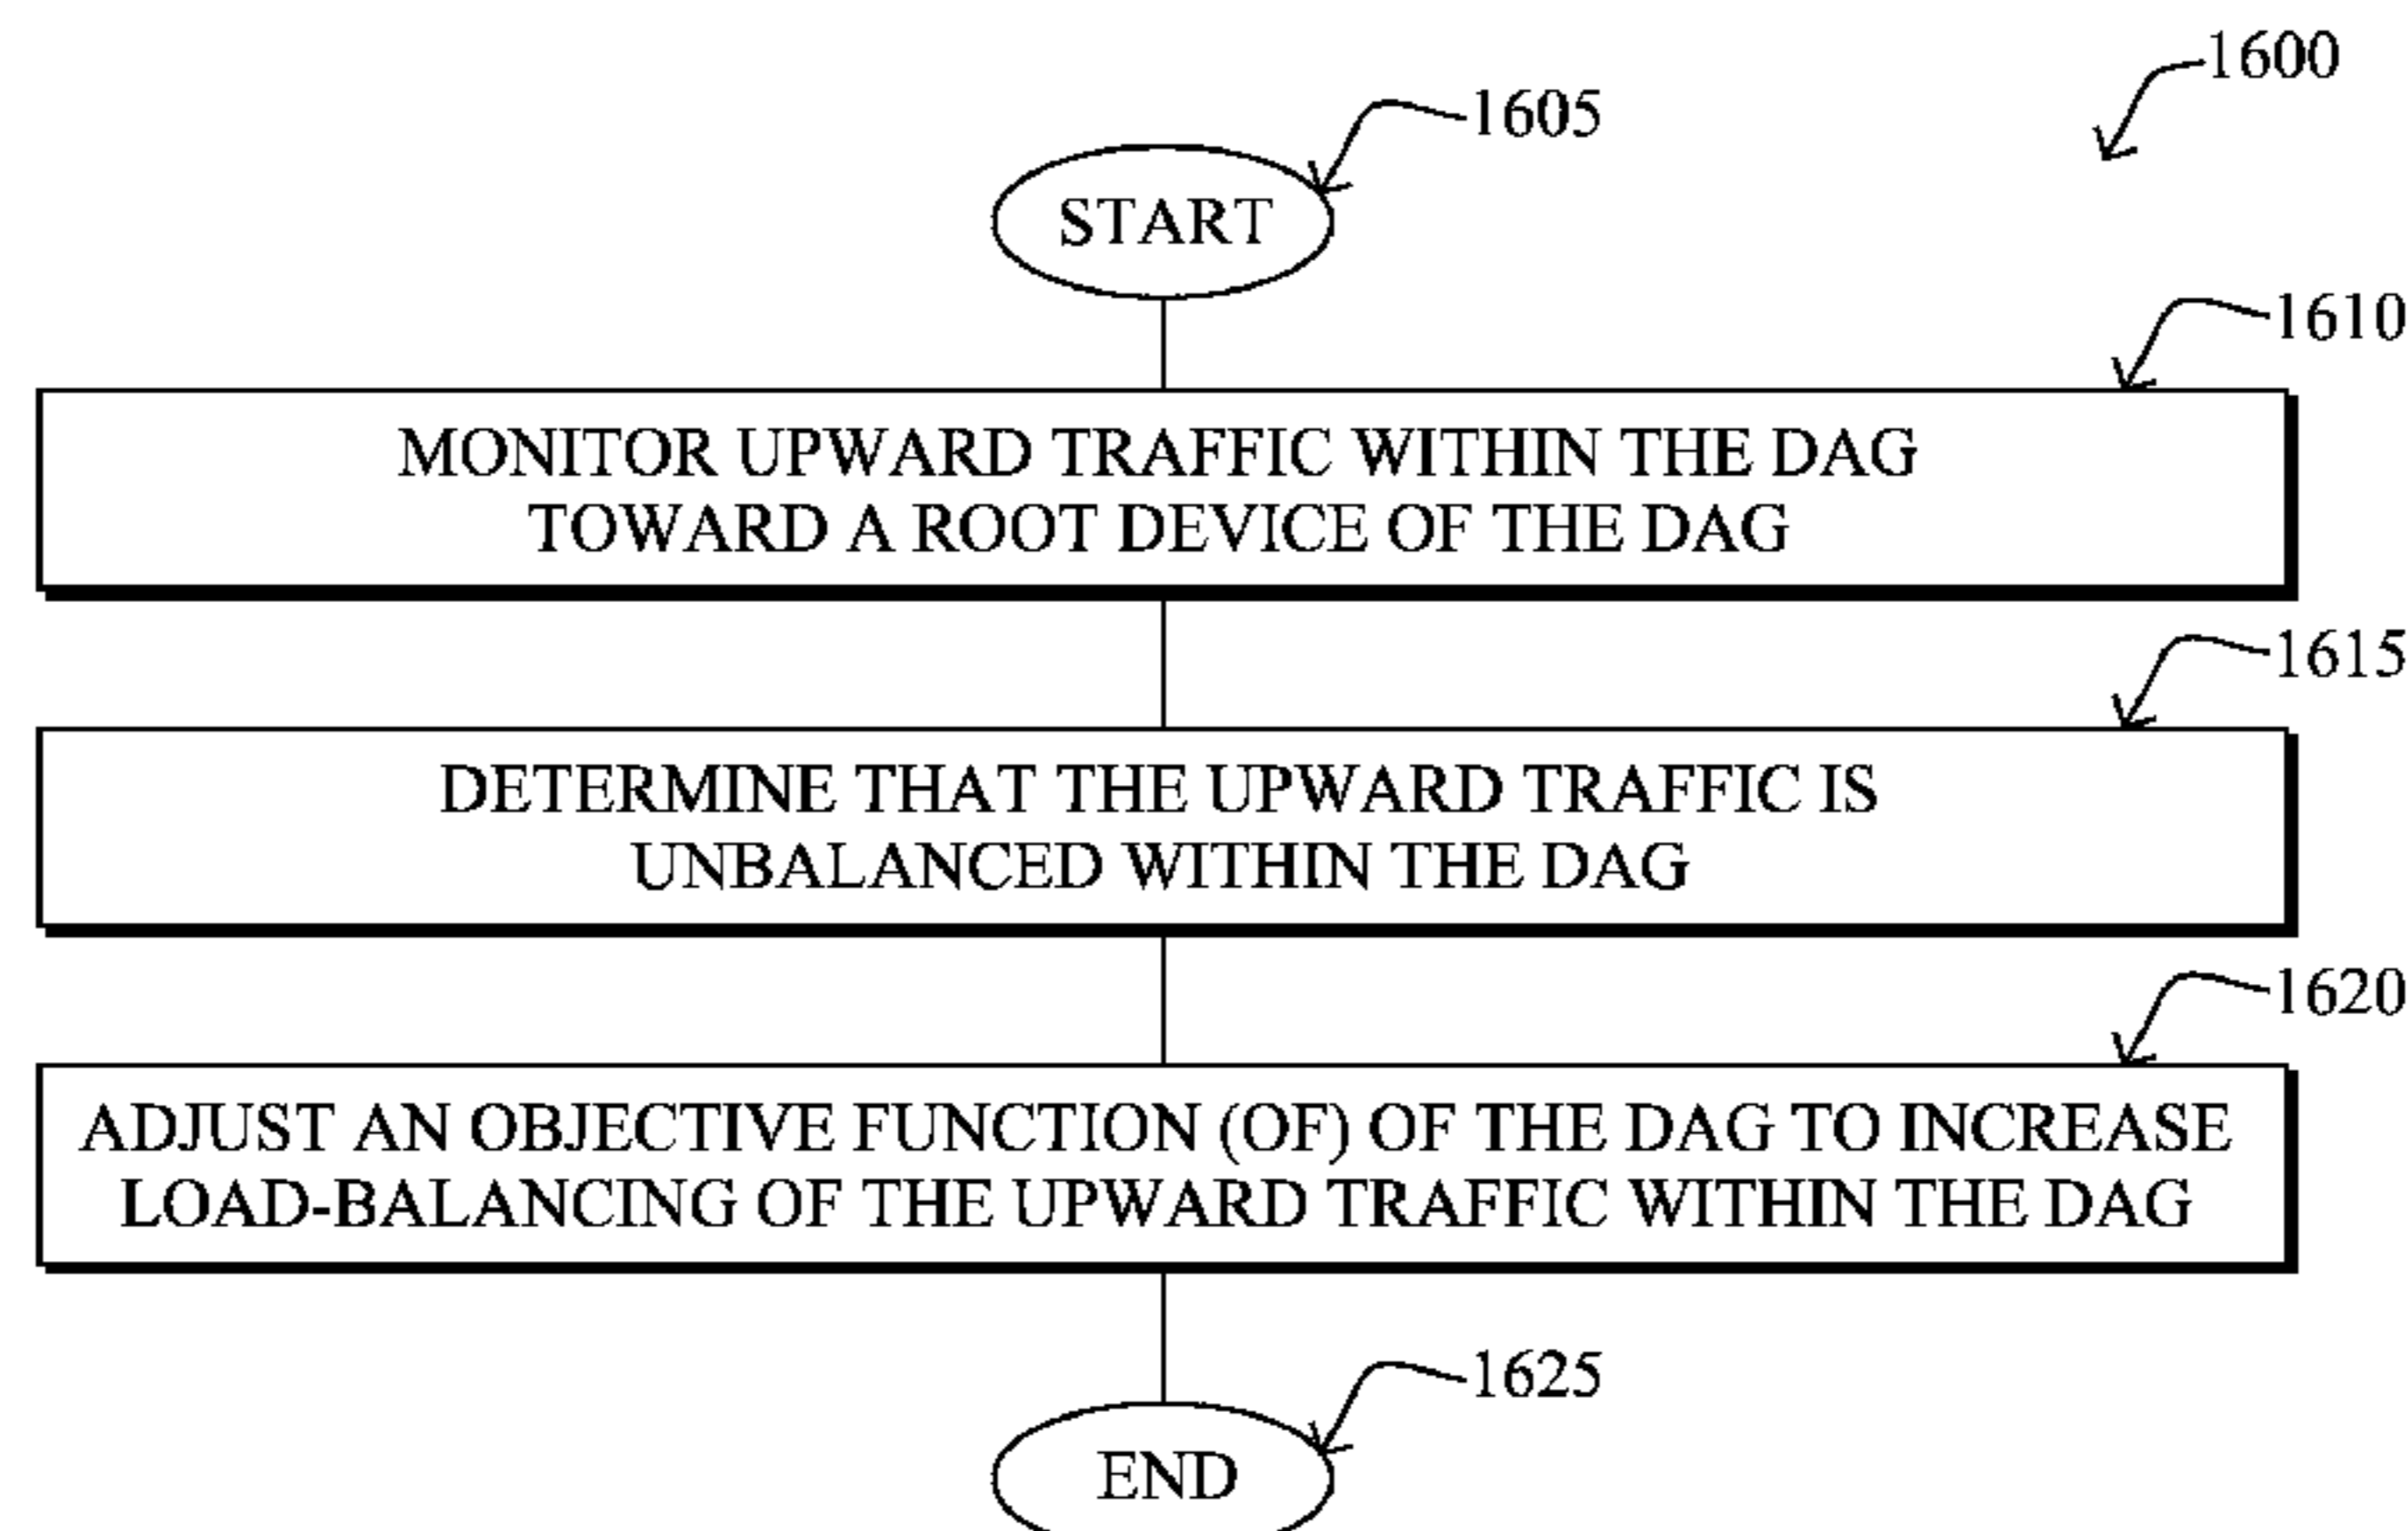 1600
1605
START
1610
MONITOR UPWARD TRAFFIC WITHIN THE DAG
TOWARD A ROOT DEVICE OF THE DAG
1615
DETERMINE THAT THE UPWARD TRAFFIC IS
UNBALANCED WITHIN THE DAG
1620
ADJUST AN OBJECTIVE FUNCTION (OF) OF THE DAG TO INCREASE
LOAD-BALANCING OF THE UPWARD TRAFFIC WITHIN THE DAG
1625
END